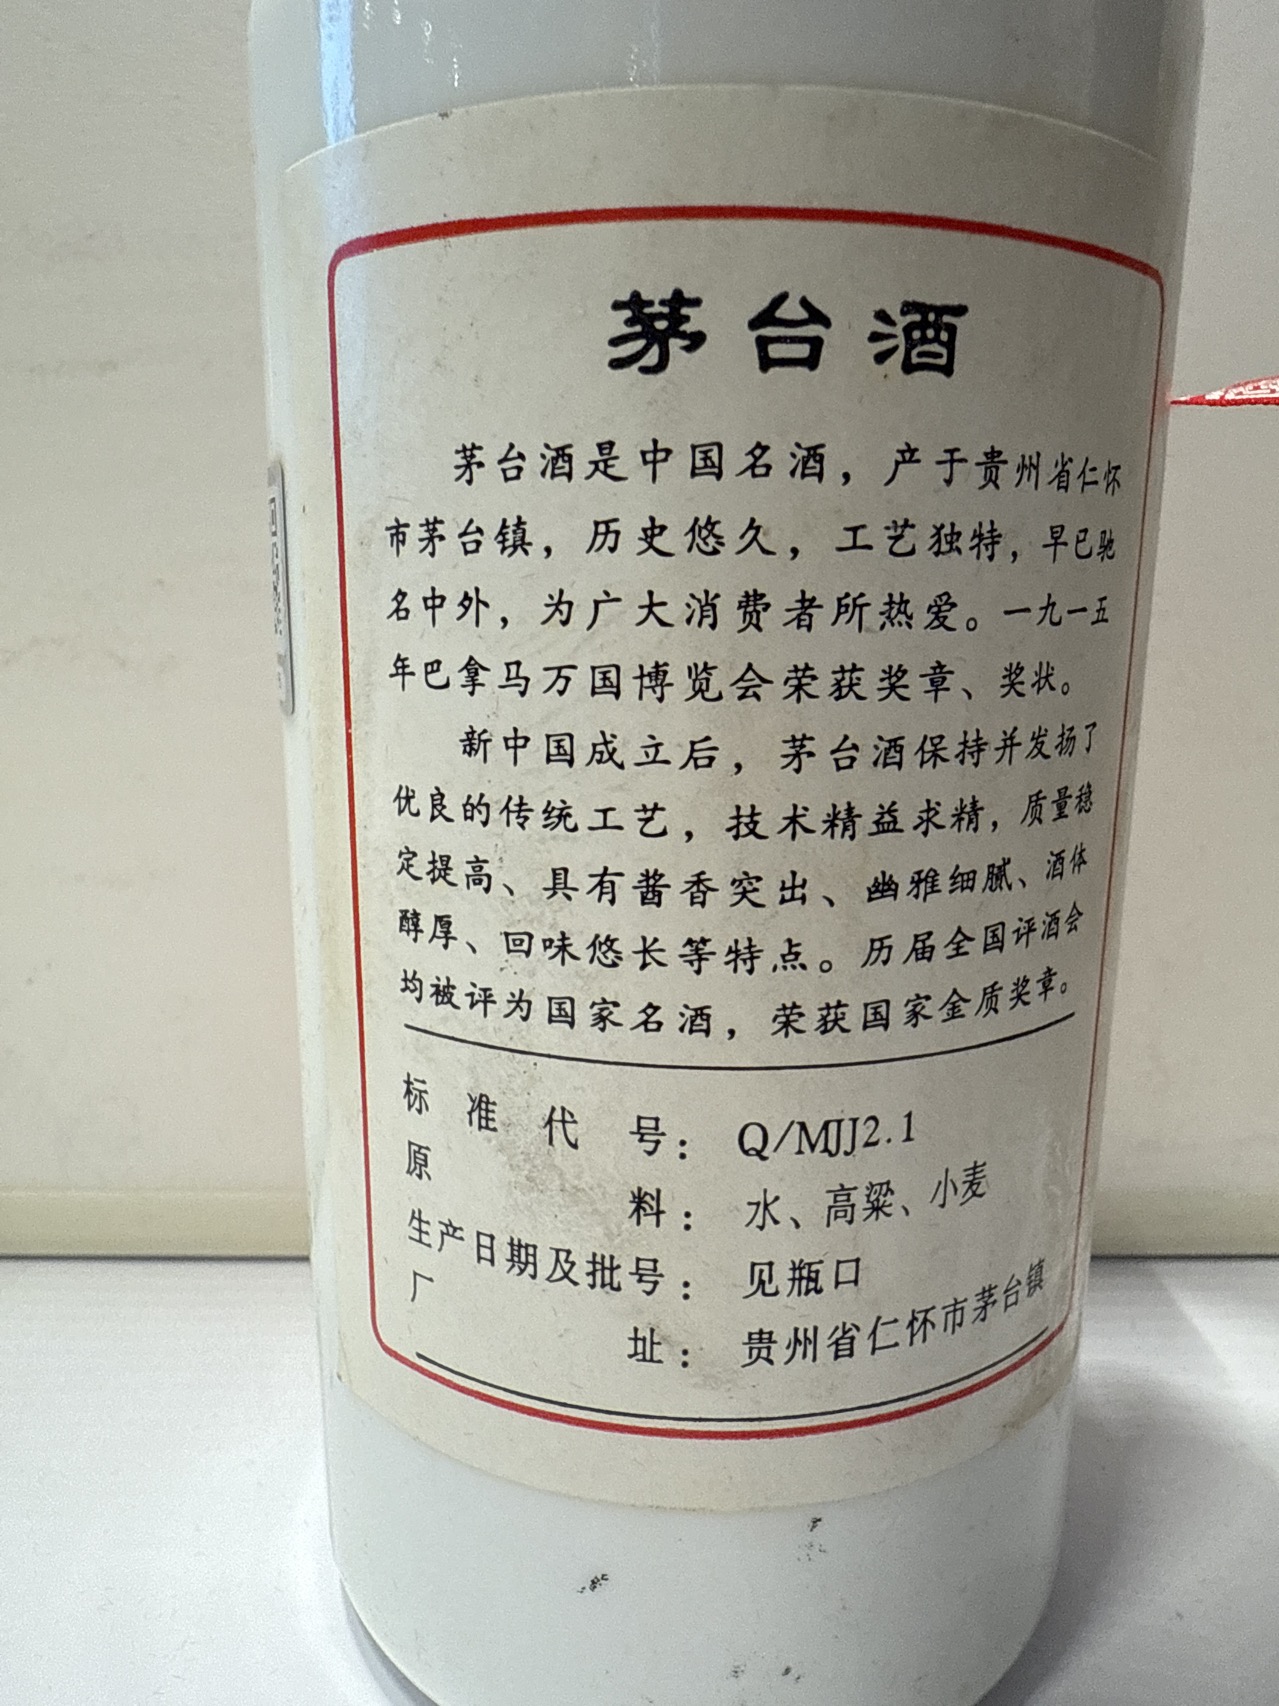 茅台酒
茅台酒是中国名酒，产于贵州省仁怀
市茅台镇，历史悠久，工艺独特，早已驰
名中外，为广大消费者所热爱。一九一五
年巴拿马万国博览会荣获奖章、奖状。
新中国成立后，茅台酒保持并发扬了
优良的传统工艺，技术精益求精，质量稳
定提高、具有酱香突出、幽雅细腻、酒体
醇厚、回味悠长等特点。历届全国评酒会
均被评为国家名酒，荣获国家金质奖章。
标准代号：Q/MJJ2.1
原料：水、高粱、小麦
生产日期及批号：见瓶口
厂址：贵州省仁怀市茅台镇